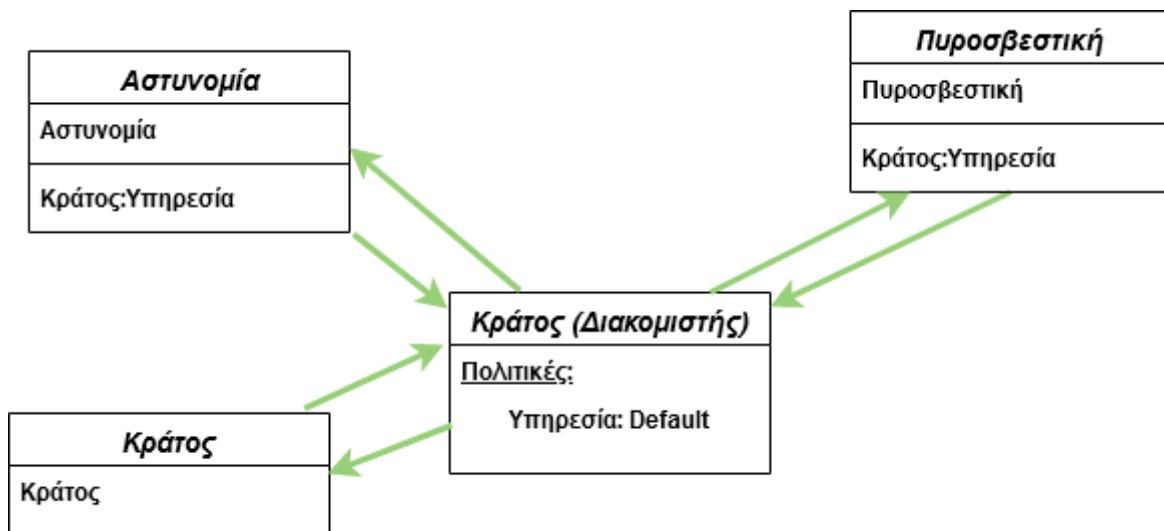 Πυροσβεστική
Πυροσβεστική
Κράτος:Υπηρεσία
Αστυνομία
Αστυνομία
Κράτος:Υπηρεσία
Κράτος (Διακομιστής)
Πολιτικές:
Υπηρεσία: Default
Κράτος
Κράτος